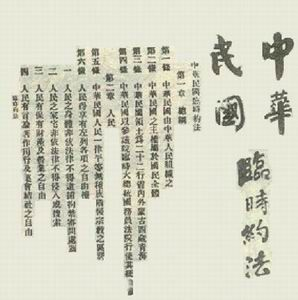 中華民國
臨時約法
中華民國臨時約法
第一章 總綱
第一條 中華民國由中華人民組織之
第二條 中華民國之主權屬於國民全體
第三條 中華民國領土爲二十二行省內外蒙古西藏青海
第四條 中華民國以參議院臨時大總統國務員法院行使其統治權
第二章 人民
第五條 中華民國人民一律平等無種族階級宗教之區別
第六條 人民得享有左列各項之自由權
一 人民之身體非依法律不得逮捕拘禁審問處罰
二 人民之家宅非依法律不得侵入或搜索
三 人民有保有財產及營業之自由
四 人民有言論著作刊行及集會結社之自由
臨時約法